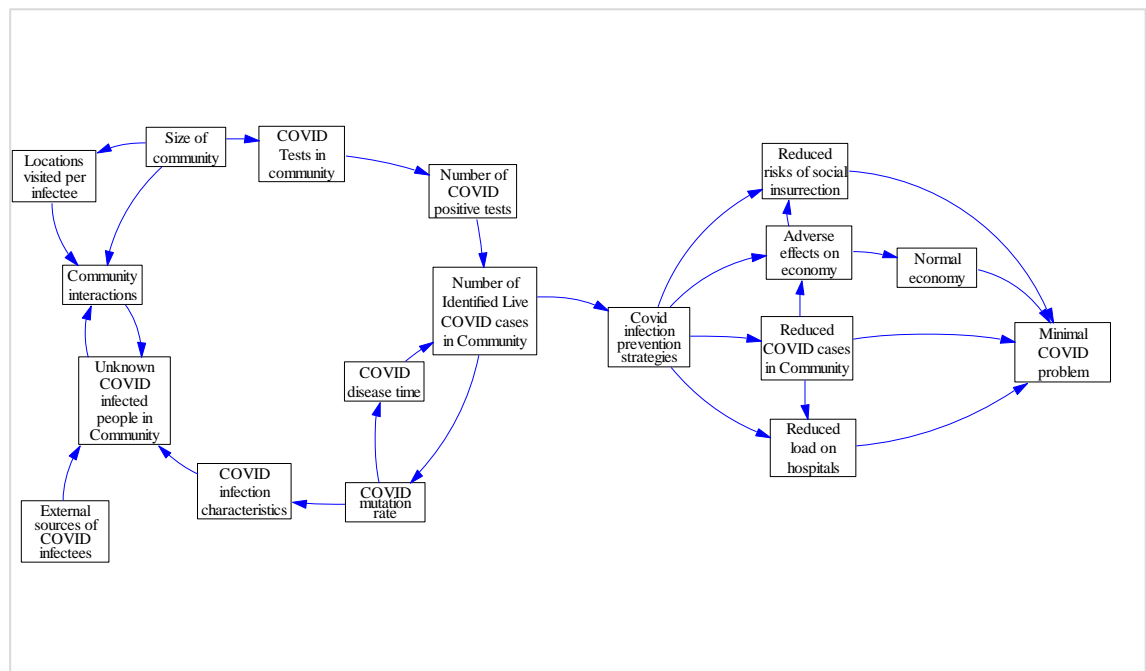 Locations
visited per
infectee
Size of
community
COVID
Tests in
community
Number of
COVID
positive tests
Community
interactions
Number of
Identified Live
COVID cases
in Community
Unknown
COVID
infected
people in
Community
COVID
disease time
External
sources of
COVID
infectees
COVID
infection
characteristics
COVID
mutation
rate
Covid
infection
prevention
strategies
Reduced
risks of social
insurrection
Adverse
effects on
economy
Normal
economy
Reduced
COVID cases
in Community
Reduced
load on
hospitals
Minimal
COVID
problem